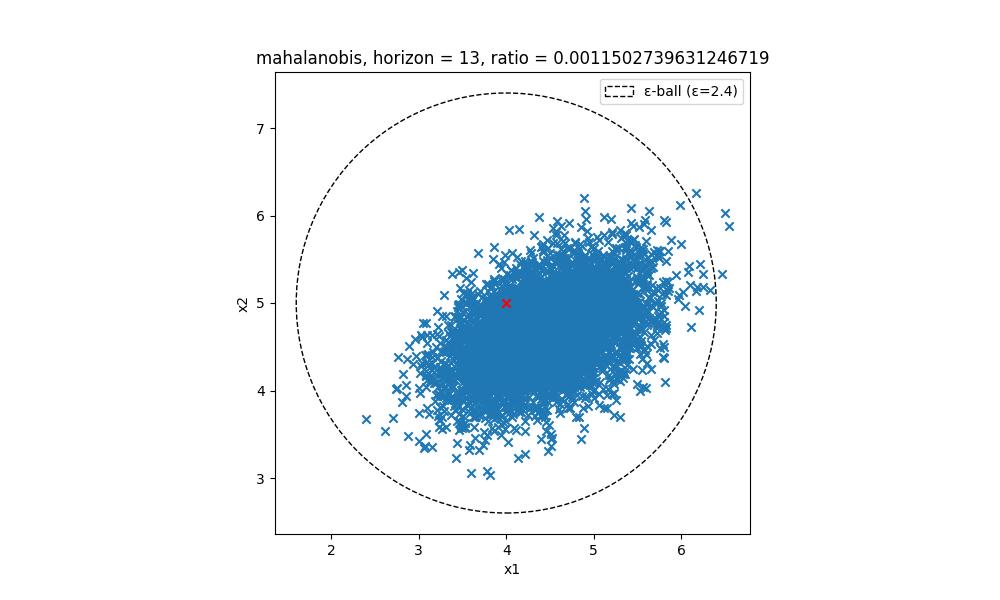 mahalanobis, horizon = 13, ratio = 0.0011502739631246719
ε-ball (ε=2.4)
7
6
5
4
3
x2
2 3 4 5 6
x1